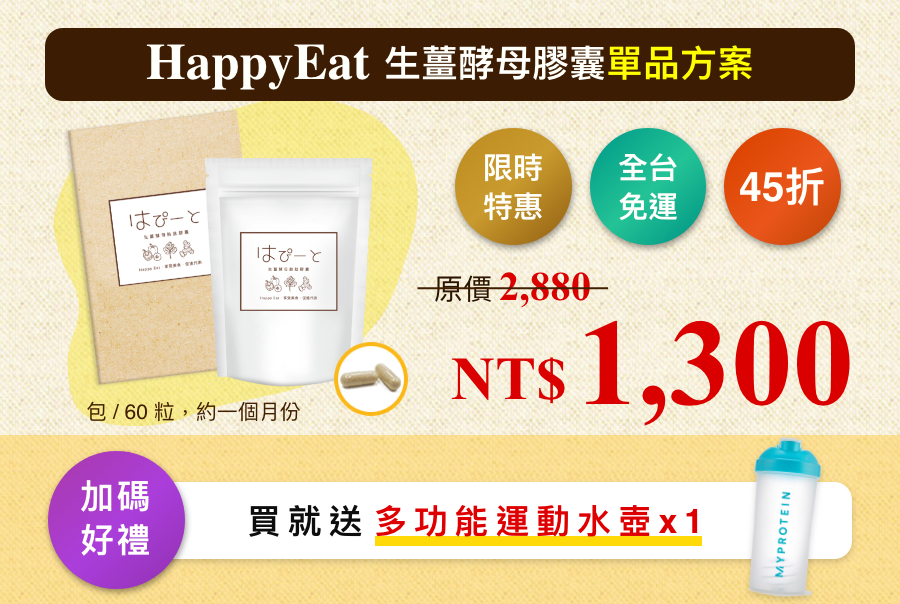 HappyEat 生薑酵母膠囊單品方案
限時
特惠
全台
免運
45折
はぴーと
はぴーと
原價 2,880
NT$ 1,300
包 / 60 粒，約一個月份
加碼
好禮
買就送 多功能運動水壺x1
MYPROTEIN